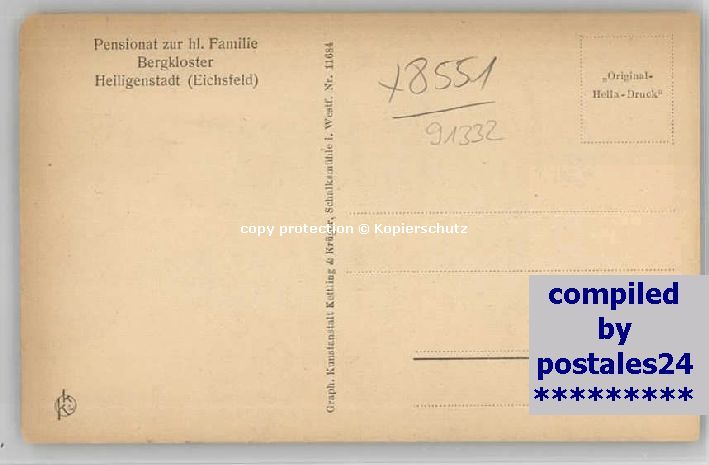 Pensionat zur hl. Familie
Bergkloster
Heiligenstadt (Eichsfeld)
Graph. Kunstanstalt Kettling & Krüger, Schalksmühle i. Westf. Nr. 11684
x8551
91332
„Original-
Hella-Druck"
copy protection © Kopierschutz
compiled
by
postales24
*********